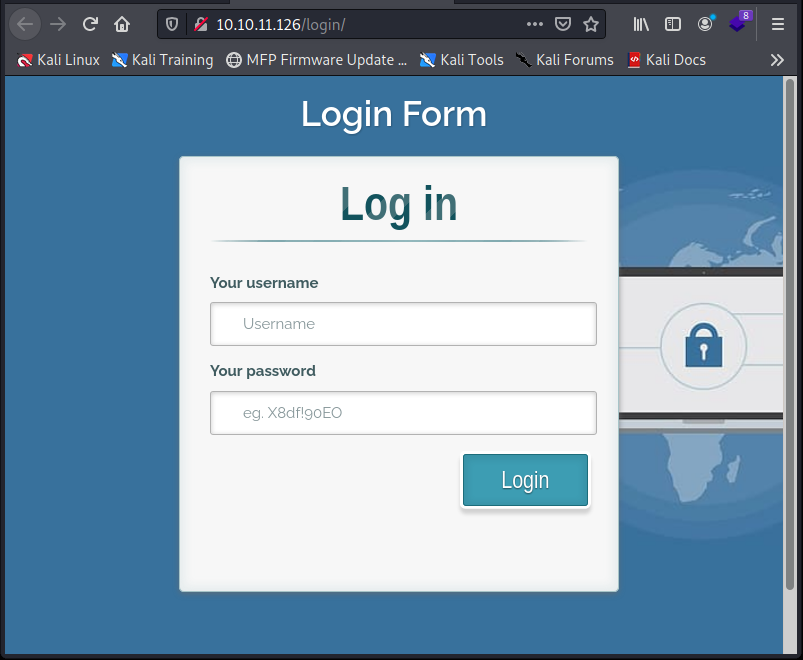 10.10.11.126/login/
8
Kali Linux Kali Training MFP Firmware Update ... Kali Tools Kali Forums Kali Docs
Login Form
Log in
Your username
Username
Your password
eg. X8df!90EO
Login